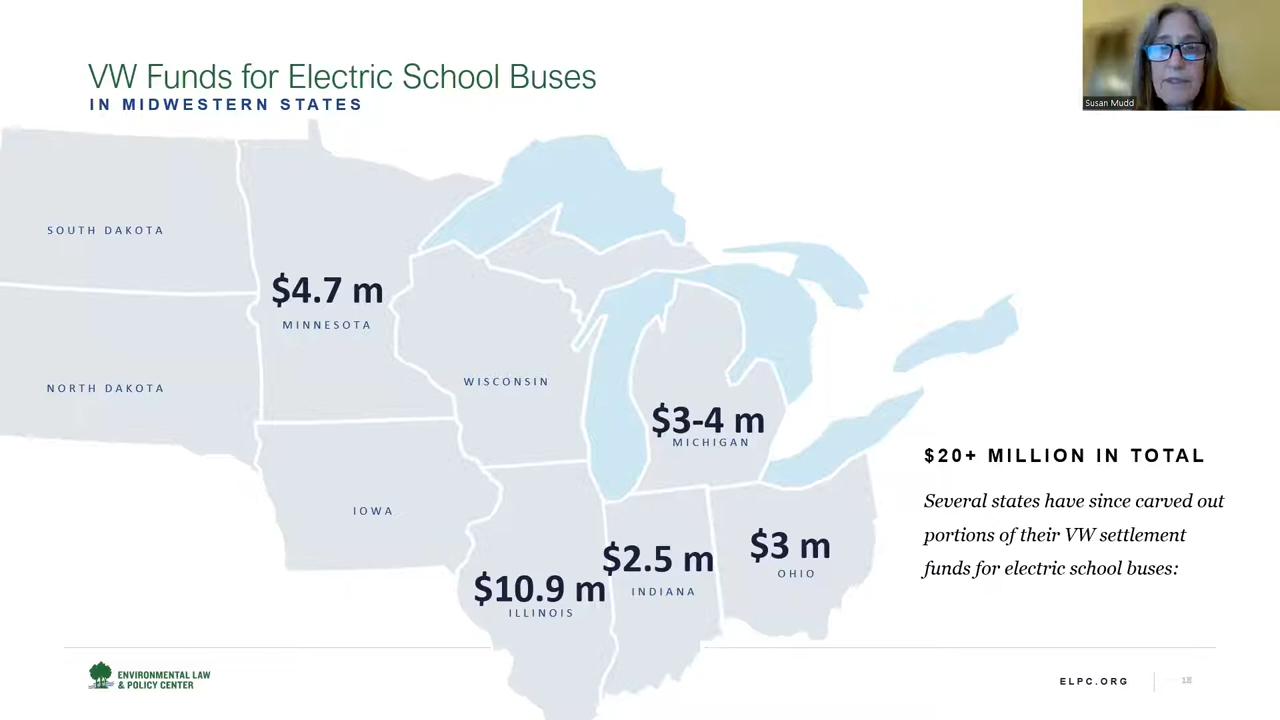 VW Funds for Electric School Buses
IN MIDWESTERN STATES
Susan Mudd
SOUTH DAKOTA
$4.7 m
MINNESOTA
NORTH DAKOTA
WISCONSIN
$3-4 m
MICHIGAN
$20+ MILLION IN TOTAL
Several states have since carved out
portions of their VW settlement
funds for electric school buses:
IOWA
$10.9 m
ILLINOIS
$2.5 m
INDIANA
$3 m
OHIO
ENVIRONMENTAL LAW
& POLICY CENTER
ELPC.ORG